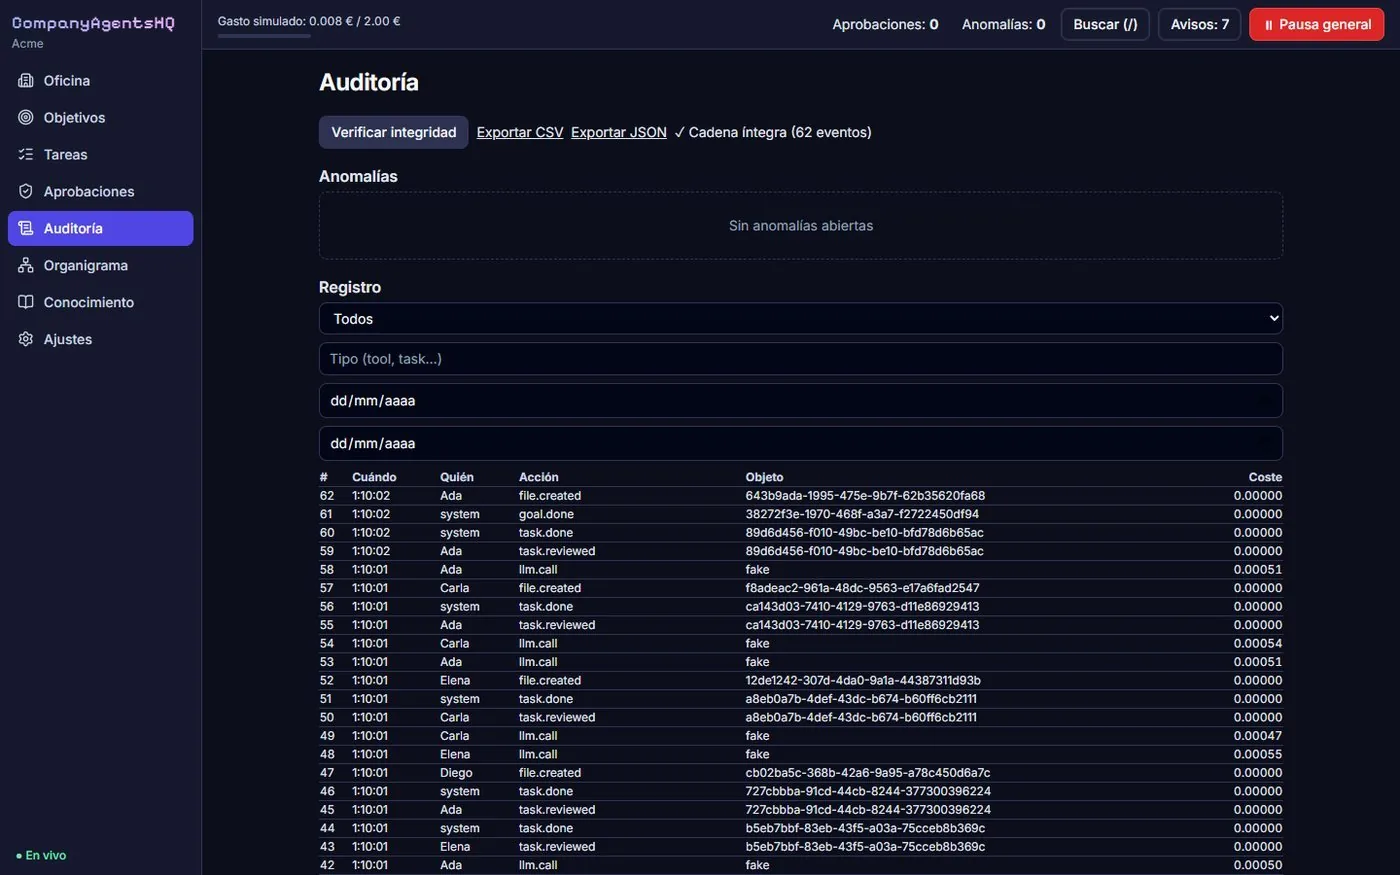 CompanyAgentsHQ
Acme
Oficina
Objetivos
Tareas
Aprobaciones
Auditoría
Organigrama
Conocimiento
Ajustes
En vivo
Gasto simulado: 0.008 € / 2.00 €
Aprobaciones: 0 Anomalías: 0 Buscar (/) Avisos: 7 Pausa general
Auditoría
Verificar integridad Exportar CSV Exportar JSON ✓ Cadena íntegra (62 eventos)
Anomalías
Sin anomalías abiertas
Registro
Todos
Tipo (tool, task...)
dd/mm/aaaa
dd/mm/aaaa
# Cuándo Quién Acción Objeto Coste
62 1:10:02 Ada file.created 643b9ada-1995-475e-9b7f-62b35620fa68 0.00000
61 1:10:02 system goal.done 38272f3e-1970-468f-a3a7-f2722450df94 0.00000
60 1:10:02 system task.done 89d6d456-f010-49bc-be10-bfd78d6b65ac 0.00000
59 1:10:02 Ada task.reviewed 89d6d456-f010-49bc-be10-bfd78d6b65ac 0.00000
58 1:10:01 Ada llm.call fake 0.00051
57 1:10:01 Carla file.created f8adeac2-961a-48dc-9563-e17a6fad2547 0.00000
56 1:10:01 system task.done ca143d03-7410-4129-9763-d11e86929413 0.00000
55 1:10:01 Ada task.reviewed ca143d03-7410-4129-9763-d11e86929413 0.00000
54 1:10:01 Carla llm.call fake 0.00054
53 1:10:01 Ada llm.call fake 0.00051
52 1:10:01 Elena file.created 12de1242-307d-4da0-9a1a-44387311d93b 0.00000
51 1:10:01 system task.done a8eb0a7b-4def-43dc-b674-b60ff6cb2111 0.00000
50 1:10:01 Carla task.reviewed a8eb0a7b-4def-43dc-b674-b60ff6cb2111 0.00000
49 1:10:01 Carla llm.call fake 0.00047
48 1:10:01 Elena llm.call fake 0.00055
47 1:10:01 Diego file.created cb02ba5c-368b-42a6-9a95-a78c450d6a7c 0.00000
46 1:10:01 system task.done 727cbbba-91cd-44cb-8244-377300396224 0.00000
45 1:10:01 Ada task.reviewed 727cbbba-91cd-44cb-8244-377300396224 0.00000
44 1:10:01 system task.done b5eb7bbf-83eb-43f5-a03a-75cceb8b369c 0.00000
43 1:10:01 Elena task.reviewed b5eb7bbf-83eb-43f5-a03a-75cceb8b369c 0.00000
42 1:10:01 Ada llm.call fake 0.00050